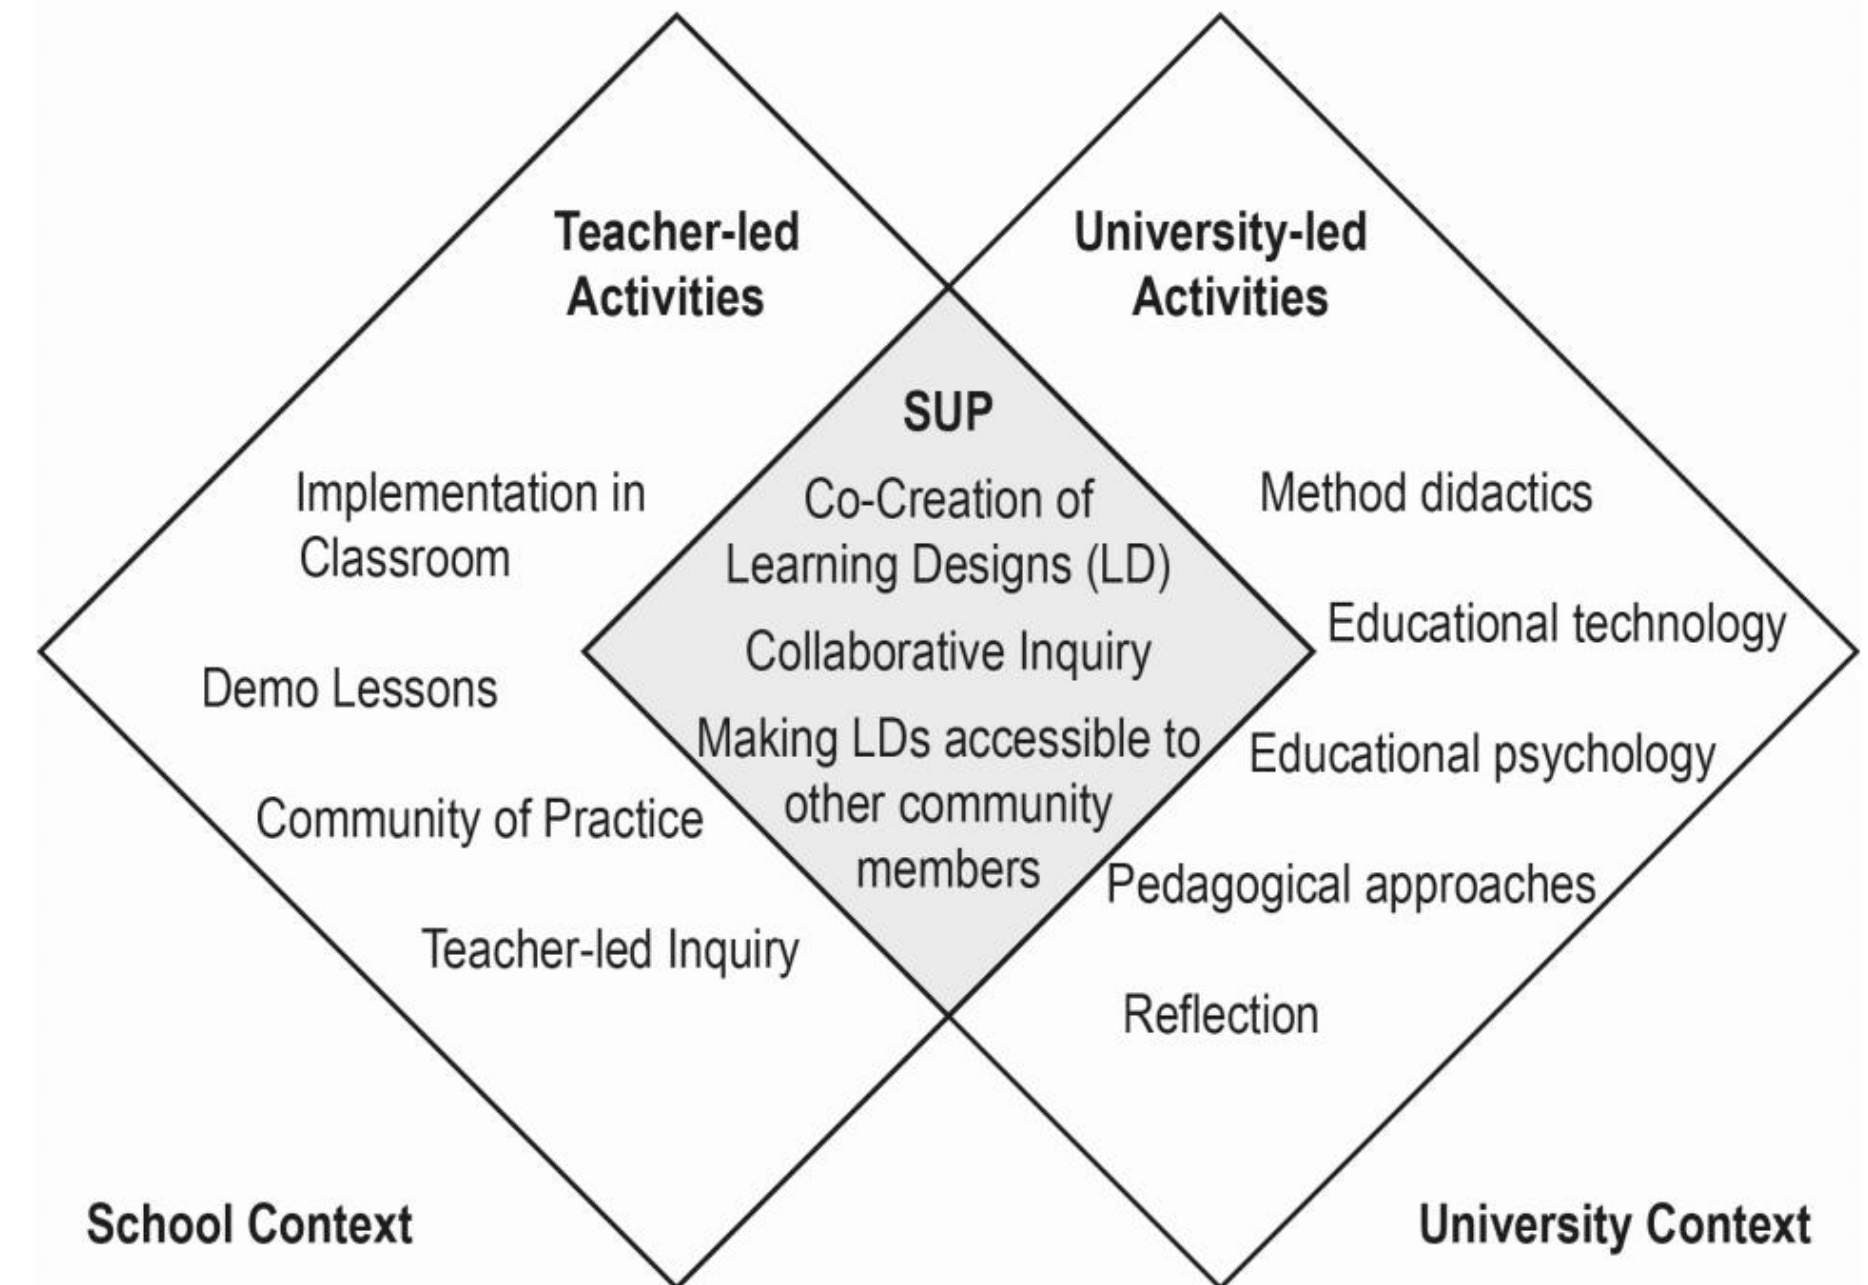 Teacher-led
Activities
University-led
Activities
SUP
Co-Creation of
Learning Designs (LD)
Collaborative Inquiry
Making LDs accessible to
other community
members
Implementation in
Classroom
Demo Lessons
Community of Practice
Teacher-led Inquiry
Method didactics
Educational technology
Educational psychology
Pedagogical approaches
Reflection
School Context
University Context